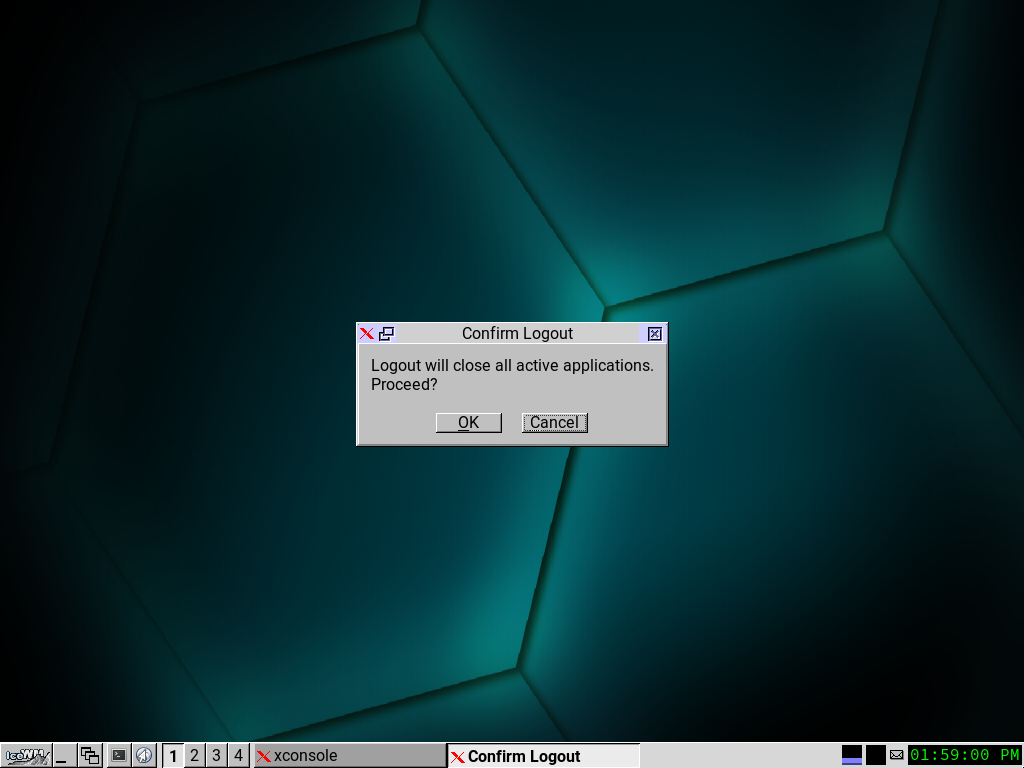 Confirm Logout
Logout will close all active applications.
Proceed?
OK
Cancel
IceWM
1
2
3
4
xconsole
Confirm Logout
01:59:00 PM